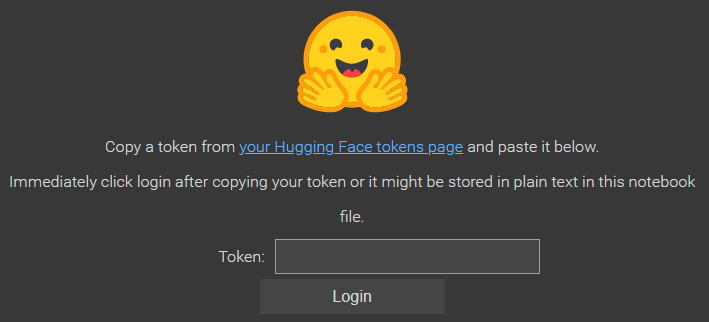 Copy a token from your Hugging Face tokens page and paste it below.
Immediately click login after copying your token or it might be stored in plain text in this notebook
file.
Token:
Login